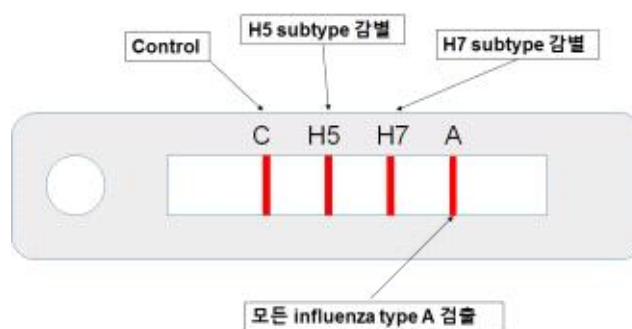 H5 subtype 감별
Control
H7 subtype 감별
C H5 H7 A
모든 influenza type A 검출